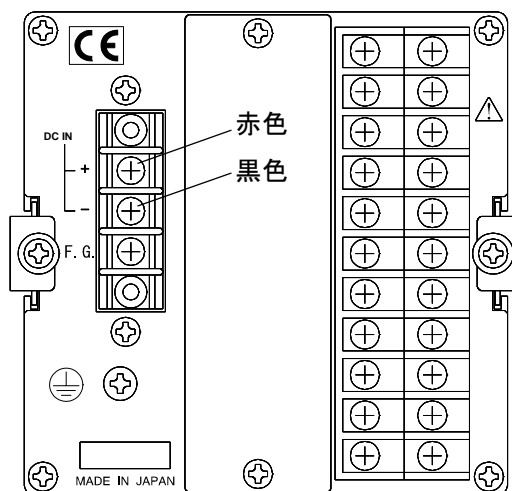 CE
赤色
DC IN
+
黒色
−
F. G.
MADE IN JAPAN